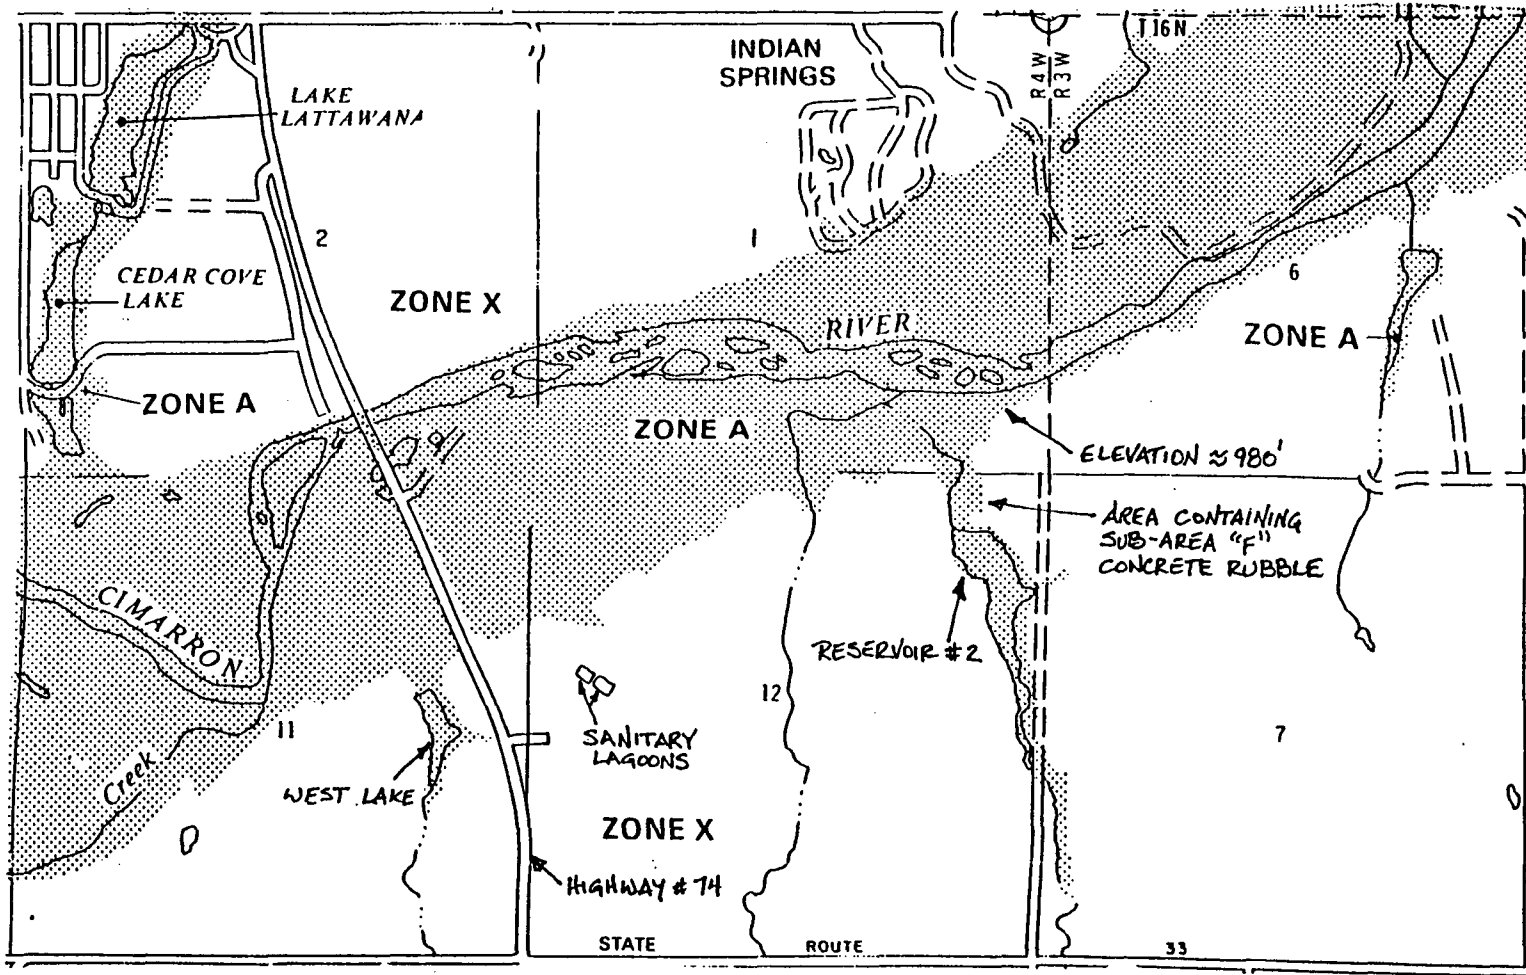 T16N
INDIAN
SPRINGS
R4W
R3W
LAKE
LATTAWANA
2
1
CEDAR COVE
LAKE
ZONE X
RIVER
6
ZONE A
ZONE A
ZONE A
ELEVATION ≈ 980'
AREA CONTAINING
SUB-AREA "F"
CONCRETE RUBBLE
CIMARRON
RESERVOIR #2
12
11
7
SANITARY
LAGOONS
Creek
WEST LAKE
ZONE X
HIGHWAY # 74
STATE ROUTE 33